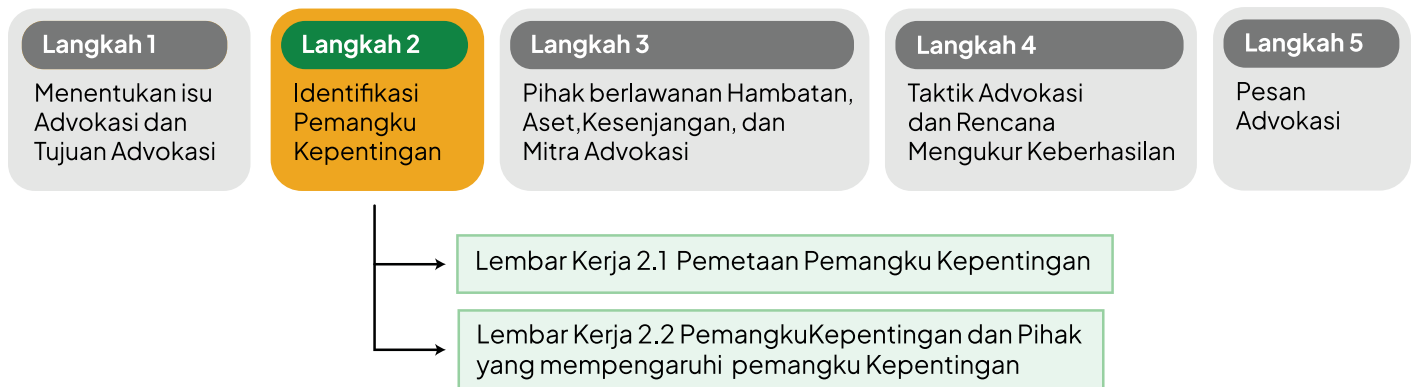 Langkah 1
Menentukan isu
Advokasi dan
Tujuan Advokasi
Langkah 2
Identifikasi
Pemangku
Kepentingan
Langkah 3
Pihak berlawanan Hambatan,
Aset,Kesenjangan, dan
Mitra Advokasi
Langkah 4
Taktik Advokasi
dan Rencana
Mengukur Keberhasilan
Langkah 5
Pesan
Advokasi
Lembar Kerja 2.1 Pemetaan Pemangku Kepentingan
Lembar Kerja 2.2 PemangkuKepentingan dan Pihak
yang mempengaruhi pemangku Kepentingan